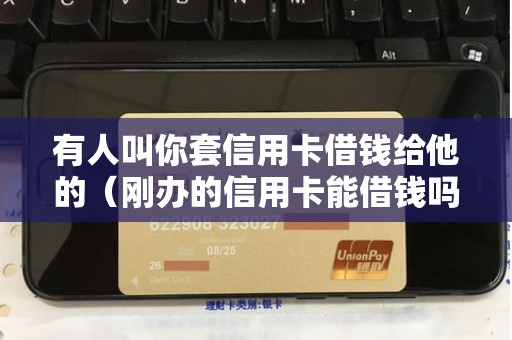 Alt
有人叫你套信用卡借钱给他
的（刚办的信用卡能借钱吗
622908 323027
08/25
26
Debit Card
UnionPay
银联
理财卡类别:银卡